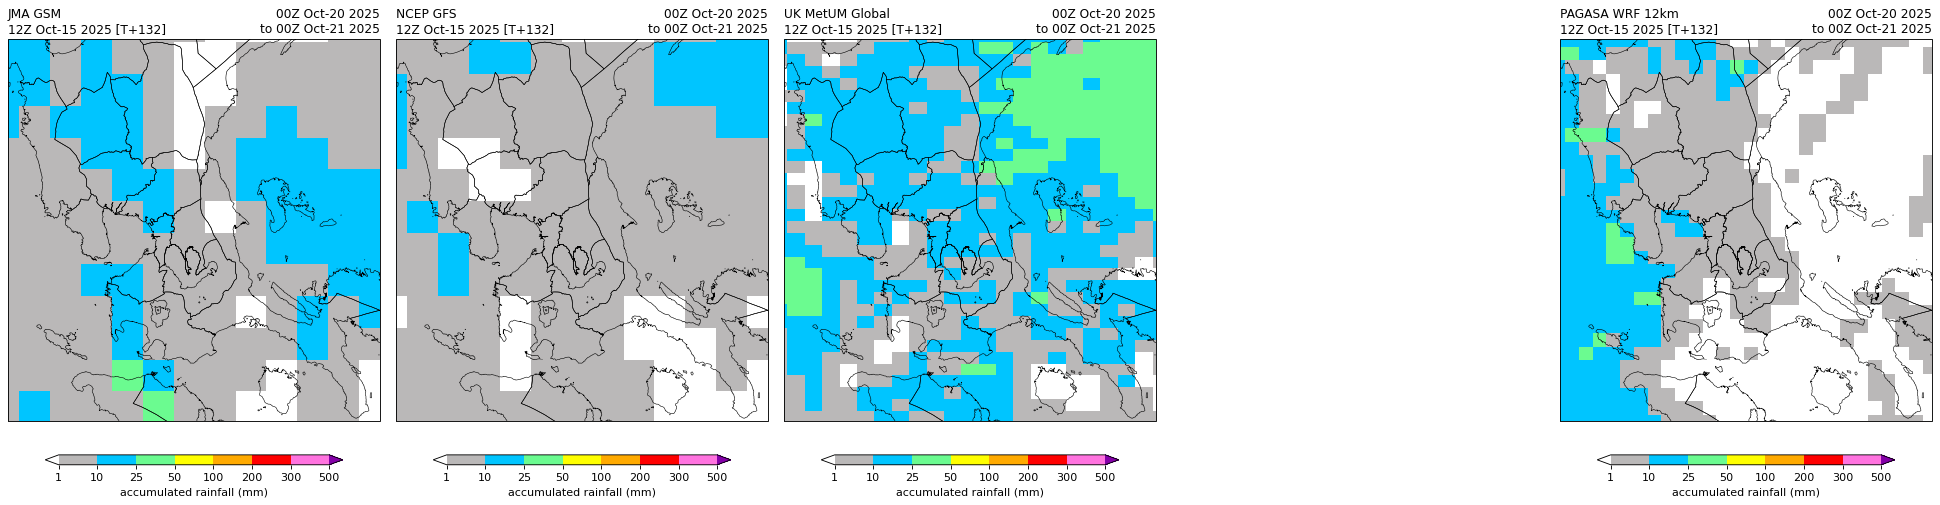 JMA GSM 00Z Oct-20 2025
12Z Oct-15 2025 [T+132] to 00Z Oct-21 2025
1 10 25 50 100 200 300 500
accumulated rainfall (mm)
NCEP GFS 00Z Oct-20 2025
12Z Oct-15 2025 [T+132] to 00Z Oct-21 2025
1 10 25 50 100 200 300 500
accumulated rainfall (mm)
UK MetUM Global 00Z Oct-20 2025
12Z Oct-15 2025 [T+132] to 00Z Oct-21 2025
1 10 25 50 100 200 300 500
accumulated rainfall (mm)
PAGASA WRF 12km 00Z Oct-20 2025
12Z Oct-15 2025 [T+132] to 00Z Oct-21 2025
1 10 25 50 100 200 300 500
accumulated rainfall (mm)